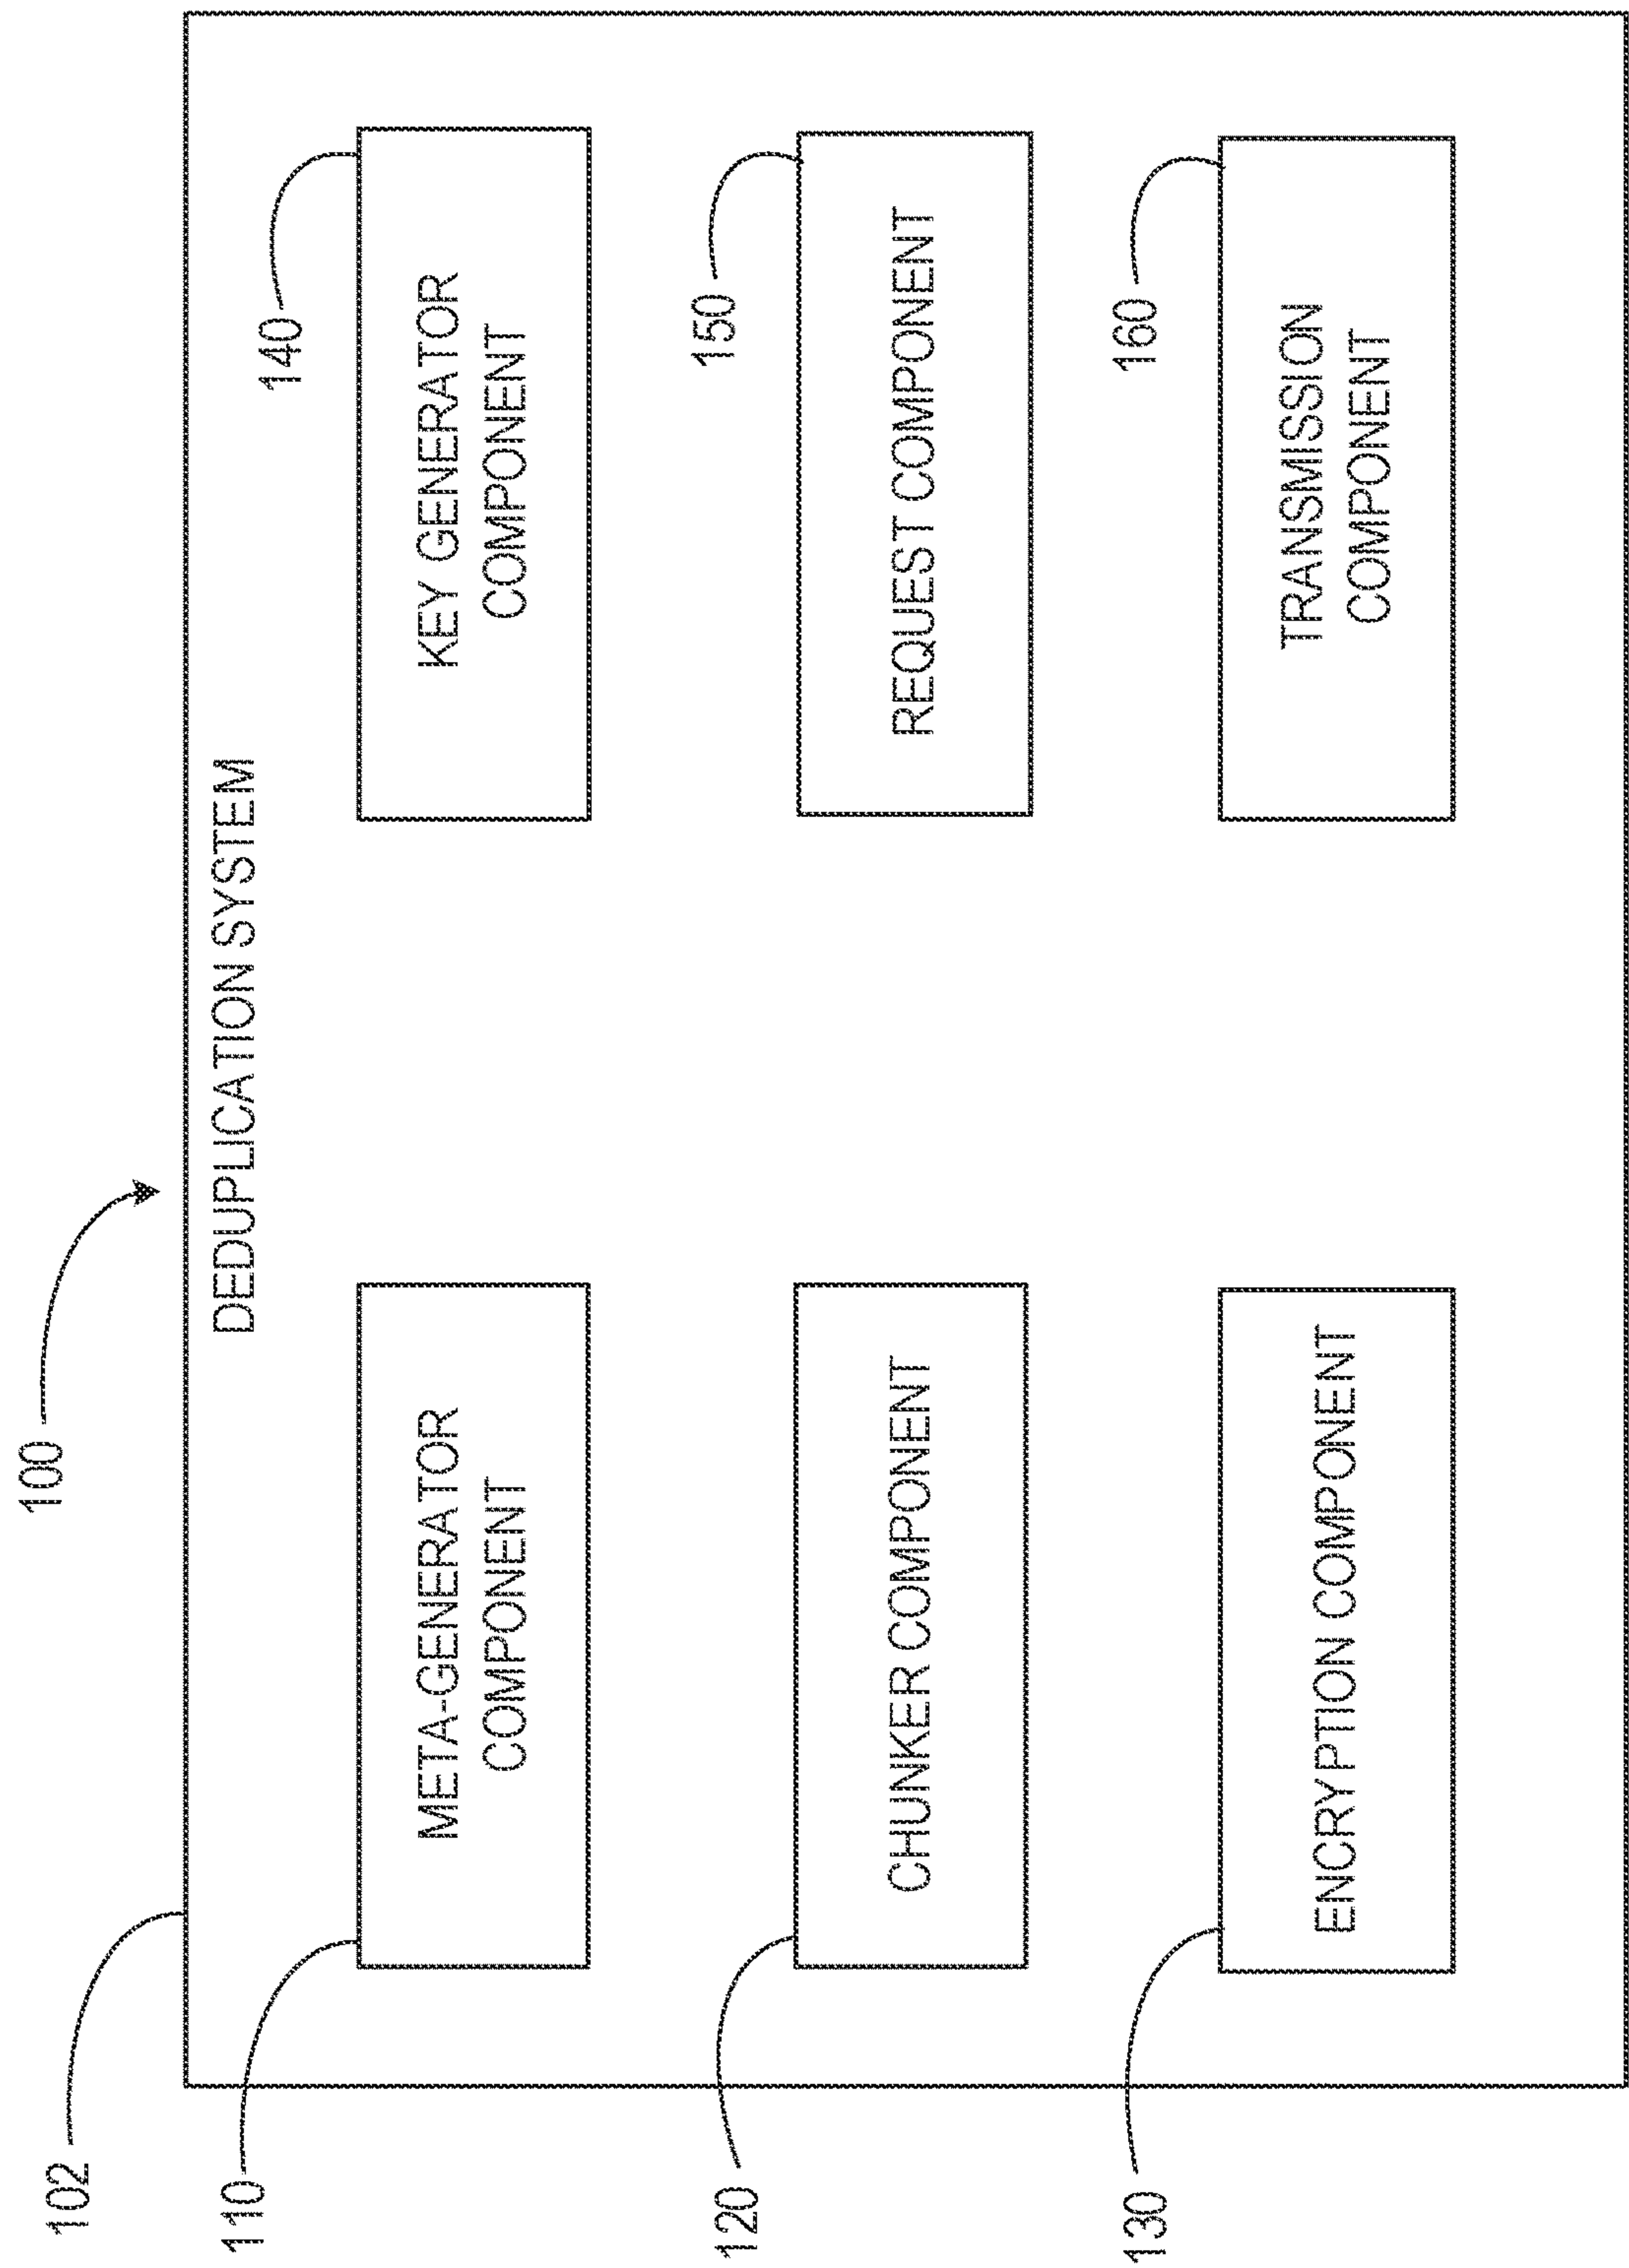 100
102
DEDUPLICATION SYSTEM
110
META-GENERATOR
COMPONENT
140
KEY GENERATOR
COMPONENT
120
CHUNKER COMPONENT
150
REQUEST COMPONENT
130
ENCRYPTION COMPONENT
160
TRANSMISSION
COMPONENT